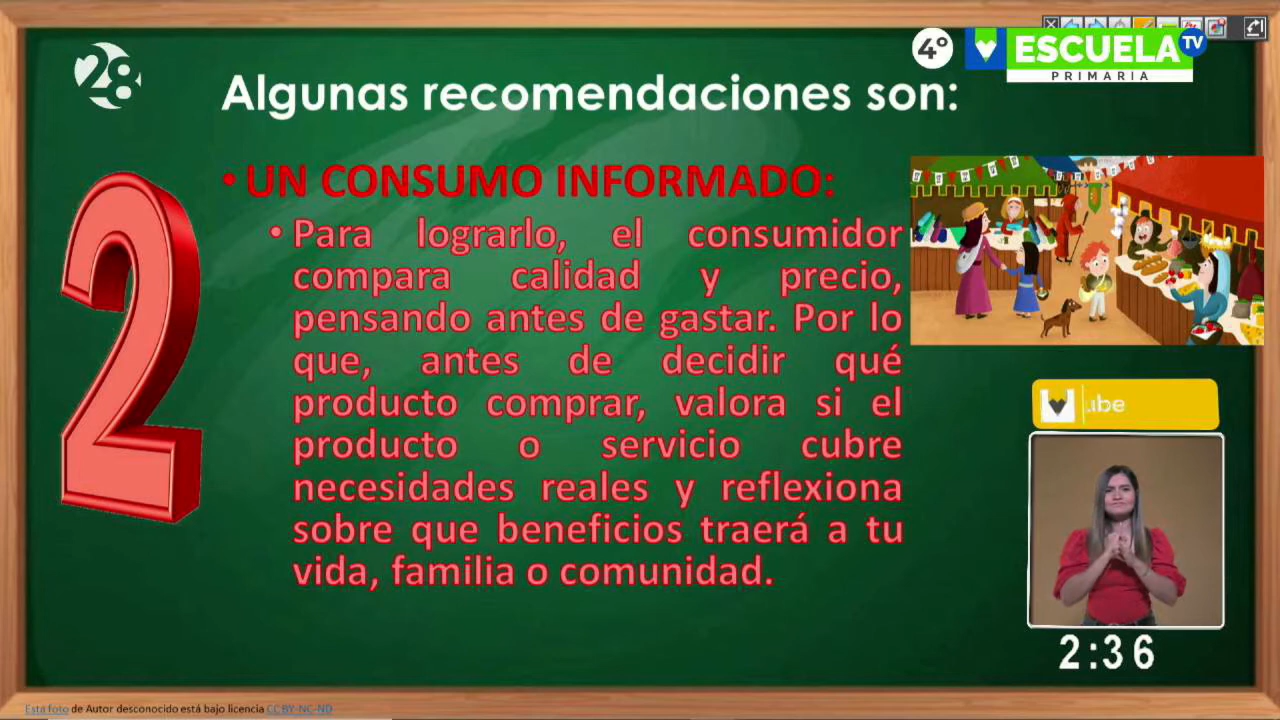 28
4°
ESCUELA TV
PRIMARIA
Algunas recomendaciones son:
2
• UN CONSUMO INFORMADO:
• Para lograrlo, el consumidor
compara calidad y precio,
pensando antes de gastar. Por lo
que, antes de decidir qué
producto comprar, valora si el
producto o servicio cubre
necesidades reales y reflexiona
sobre que beneficios traerá a tu
vida, familia o comunidad.
2:36
Esta foto de Autor desconocido está bajo licencia CC BY-NC-ND